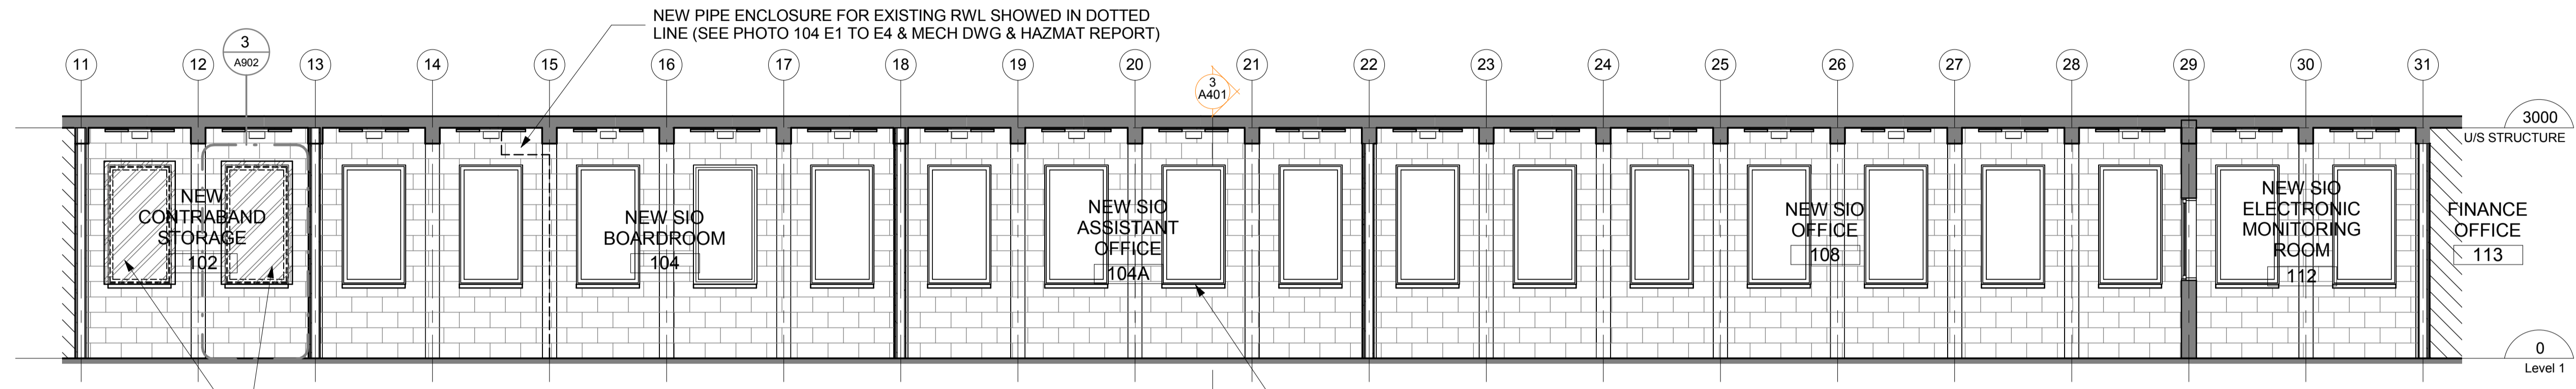 NEW PIPE ENCLOSURE FOR EXISTING RWL SHOWED IN DOTTED
LINE (SEE PHOTO 104 E1 TO E4 & MECH DWG & HAZMAT REPORT)
3
A902
11
12
13
14
15
16
17
18
19
20
3
A401
21
22
23
24
25
26
27
28
29
30
31
3000
U/S STRUCTURE
NEW
CONTRABAND
STORAGE
102
NEW SIO
BOARDROOM
104
NEW SIO
ASSISTANT
OFFICE
104A
NEW SIO
OFFICE
108
NEW SIO
ELECTRONIC
MONITORING
ROOM
112
FINANCE
OFFICE
113
0
Level 1